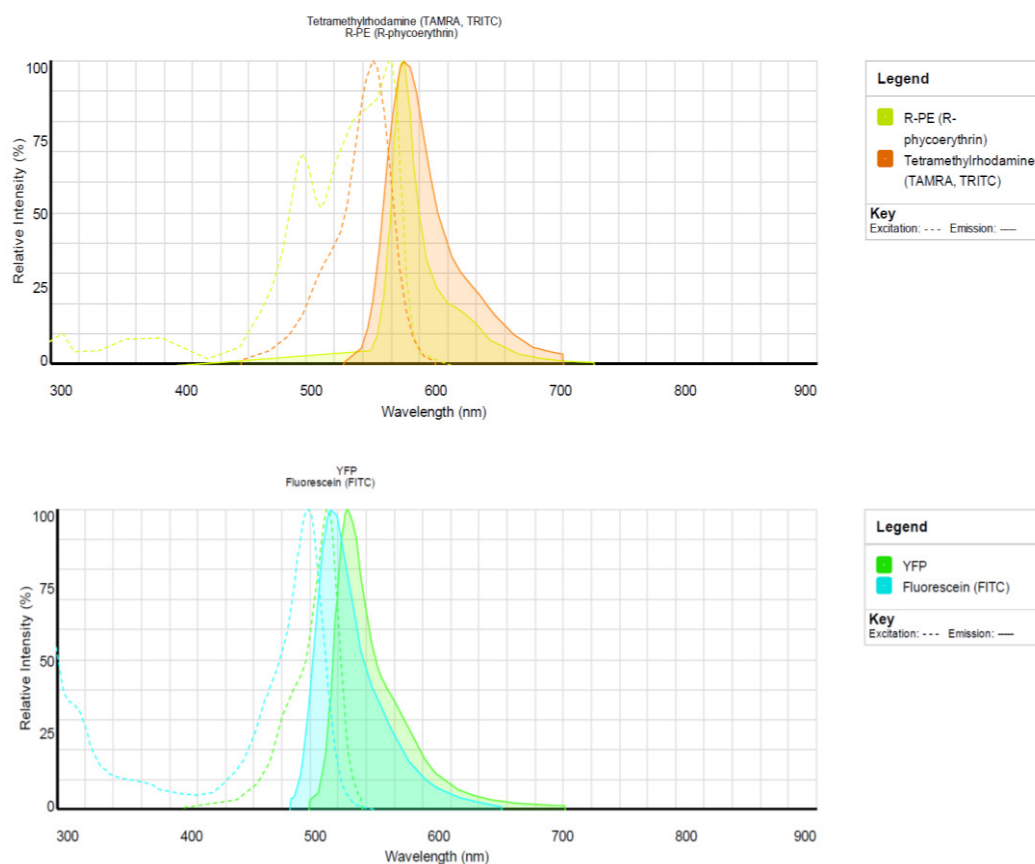 Tetramethylrhodamine (TAMRA, TRITC)
R-PE (R-phycoerythrin)
Relative Intensity (%)
100
75
50
25
0
300 400 500 600 700 800 900
Wavelength (nm)
Legend
R-PE (R-
phycoerythrin)
Tetramethylrhodamine
(TAMRA, TRITC)
Key
Excitation: --- Emission: —
YFP
Fluorescein (FITC)
Relative Intensity (%)
100
75
50
25
0
300 400 500 600 700 800 900
Wavelength (nm)
Legend
YFP
Fluorescein (FITC)
Key
Excitation: --- Emission: —